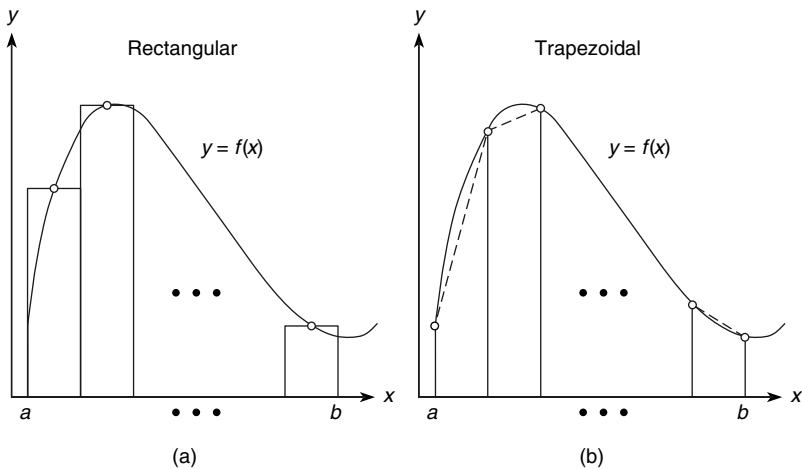 y
Rectangular
y = f(x)
x
a
b
(a)
y
Trapezoidal
y = f(x)
x
a
b
(b)